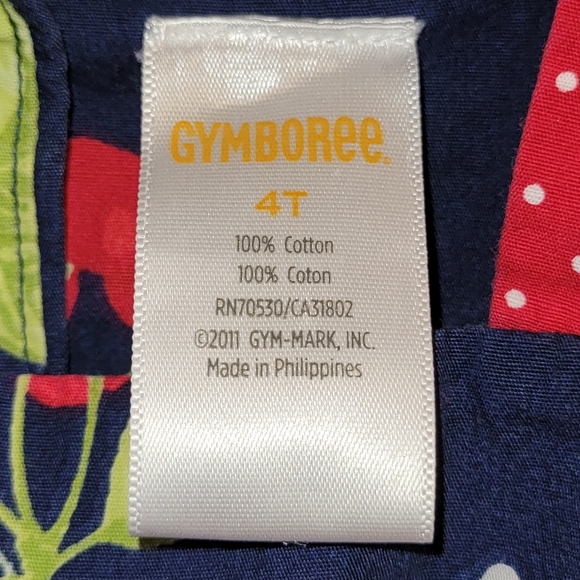 GYMBOREE
4T
100% Cotton
100% Coton
RN70530/CA31802
©2011 GYM-MARK, INC.
Made in Philippines